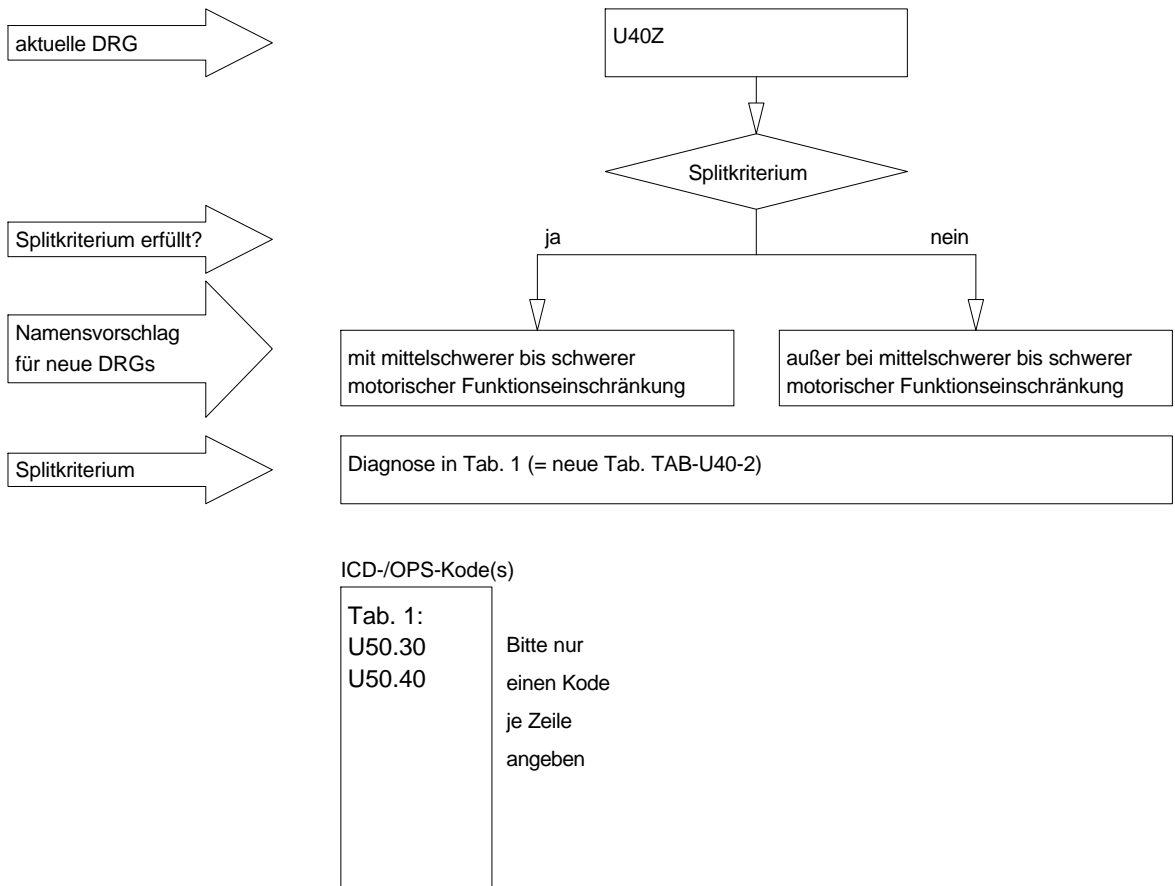 aktuelle DRG
U40Z
Splitkriterium
Splitkriterium erfüllt?
ja
nein
Namensvorschlag
für neue DRGs
mit mittelschwerer bis schwerer
motorischer Funktionseinschränkung
außer bei mittelschwerer bis schwerer
motorischer Funktionseinschränkung
Splitkriterium
Diagnose in Tab. 1 (= neue Tab. TAB-U40-2)
ICD-/OPS-Kode(s)
Tab. 1:
U50.30
U50.40
Bitte nur
einen Kode
je Zeile
angeben